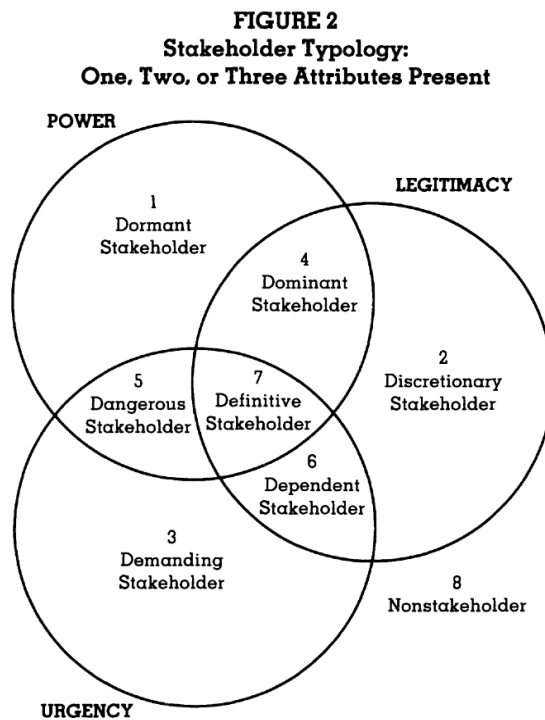 FIGURE 2
Stakeholder Typology:
One, Two, or Three Attributes Present
POWER
LEGITIMACY
1
Dormant
Stakeholder
4
Dominant
Stakeholder
2
Discretionary
Stakeholder
5
Dangerous
Stakeholder
7
Definitive
Stakeholder
6
Dependent
Stakeholder
3
Demanding
Stakeholder
8
Nonstakeholder
URGENCY